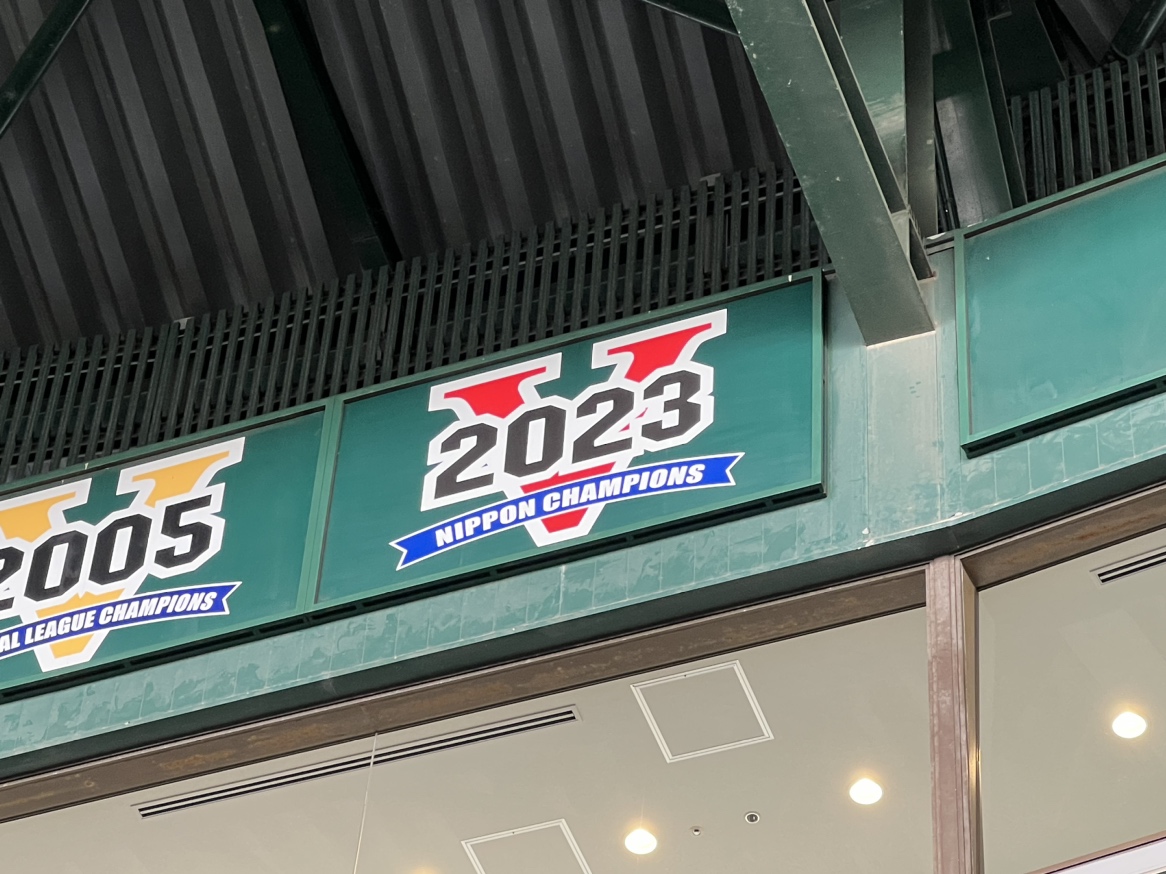 2005
AL LEAGUE CHAMPIONS
V
2023
NIPPON CHAMPIONS